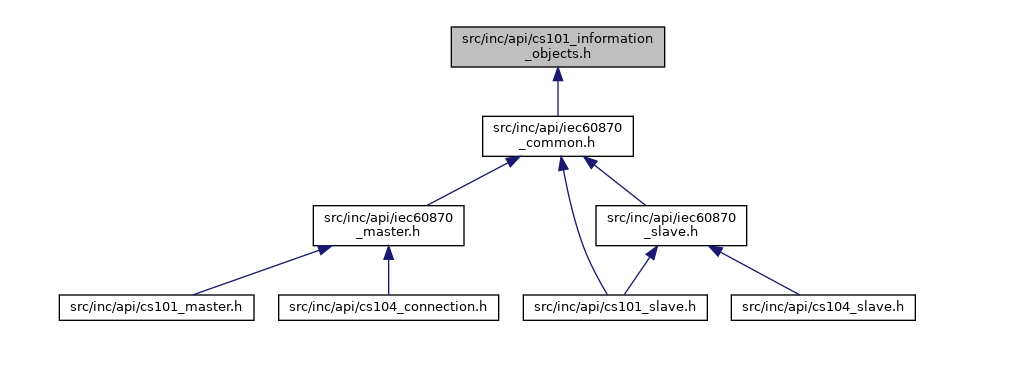 src/inc/api/cs101_information
_objects.h
src/inc/api/iec60870
_common.h
src/inc/api/iec60870
_master.h
src/inc/api/iec60870
_slave.h
src/inc/api/cs101_master.h
src/inc/api/cs104_connection.h
src/inc/api/cs101_slave.h
src/inc/api/cs104_slave.h